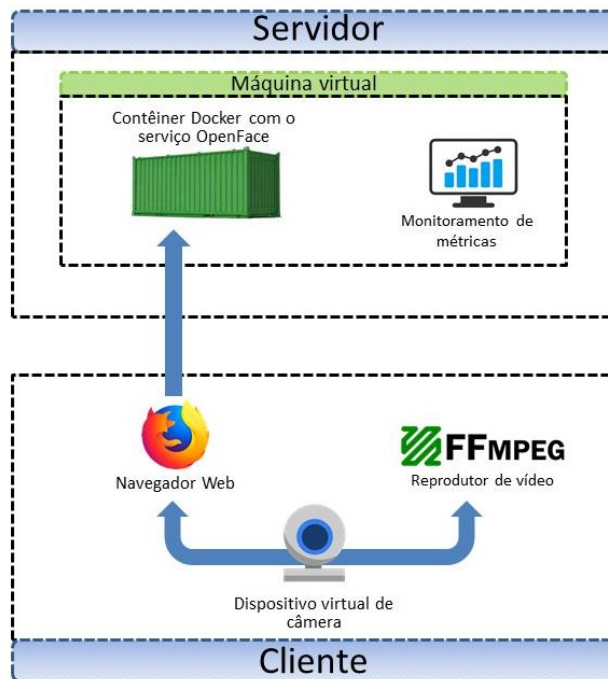 Servidor
Máquina virtual
Contêiner Docker com o
serviço OpenFace
Monitoramento de
métricas
Navegador Web
FFMPEG
Reprodutor de vídeo
Dispositivo virtual de
câmera
Cliente